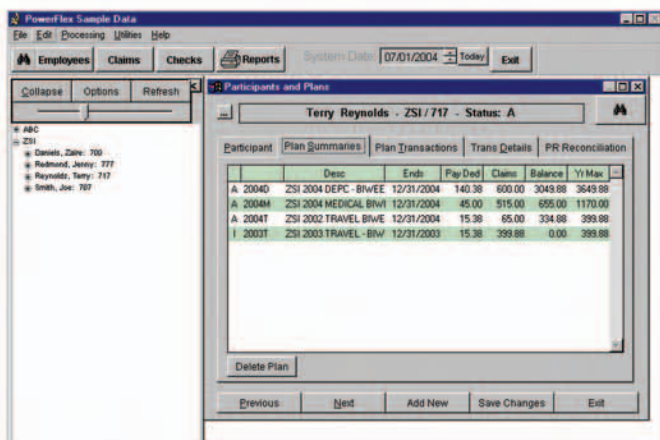 PowerFlex Sample Data
File Edit Processing Utilities Help
Employees Claims Checks Reports System Date: 07/01/2004 Today Exit
Collapse Options Refresh
ABC
ZSI
Daniels, Zaire: 700
Redmond, Jenny: 777
Reynolds, Terry: 717
Smith, Joe: 707
Participants and Plans
... Terry Reynolds - ZSI / 717 - Status: A
Participant Plan Summaries Plan Transactions Trans Details PR Reconciliation
Desc Ends Pay Ded Claims Balance Yr Max
A 2004D ZSI 2004 DEPC - BIWEE 12/31/2004 140.38 600.00 3049.88 3649.88
A 2004M ZSI 2004 MEDICAL BIWI 12/31/2004 45.00 515.00 655.00 1170.00
A 2004T ZSI 2002 TRAVEL BIWE 12/31/2004 15.38 65.00 334.88 399.88
I 2003T ZSI 2003 TRAVEL - BIW 12/31/2003 15.38 399.88 0.00 399.88
Delete Plan
Previous Next Add New Save Changes Exit